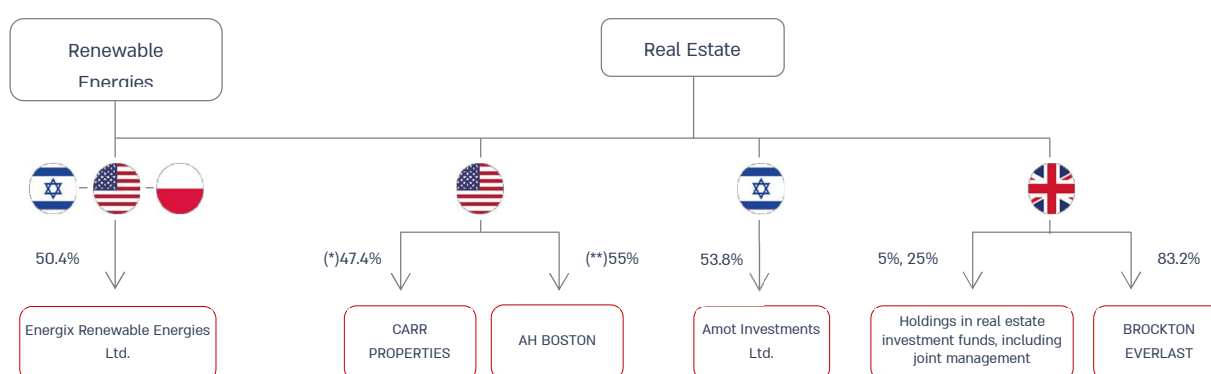 Renewable
Energies
Real Estate
50.4%
(*)47.4%
(**)55%
53.8%
5%, 25%
83.2%
Energix Renewable Energies
Ltd.
CARR
PROPERTIES
AH BOSTON
Amot Investments
Ltd.
Holdings in real estate
investment funds, including
joint management
BROCKTON
EVERLAST